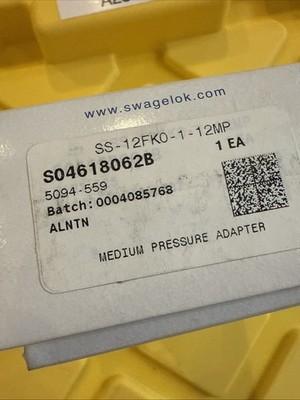 www.swagelok.com
SS-12FK0-1-12MP
S04618062B 1 EA
5094-559
Batch:0004085768
ALNTN
MEDIUM PRESSURE ADAPTER